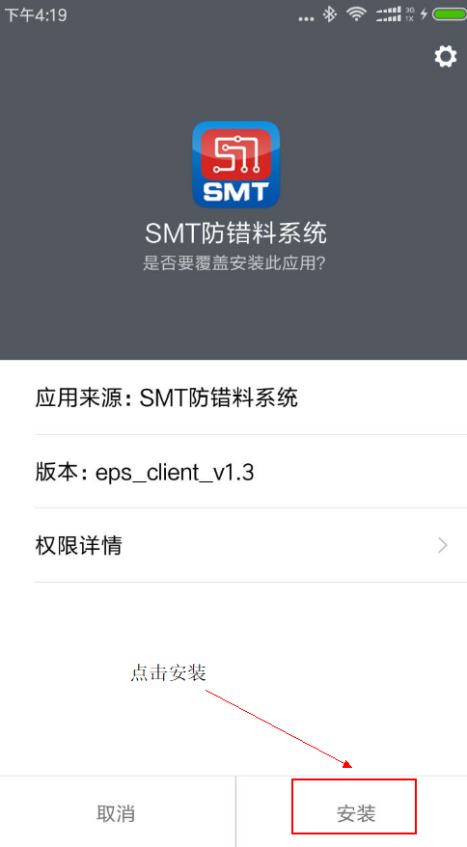 下午4:19
... 3G
1X
SMT
SMT防错料系统
是否要覆盖安装此应用?
应用来源: SMT防错料系统
版本: eps_client_v1.3
权限详情
点击安装
取消 安装